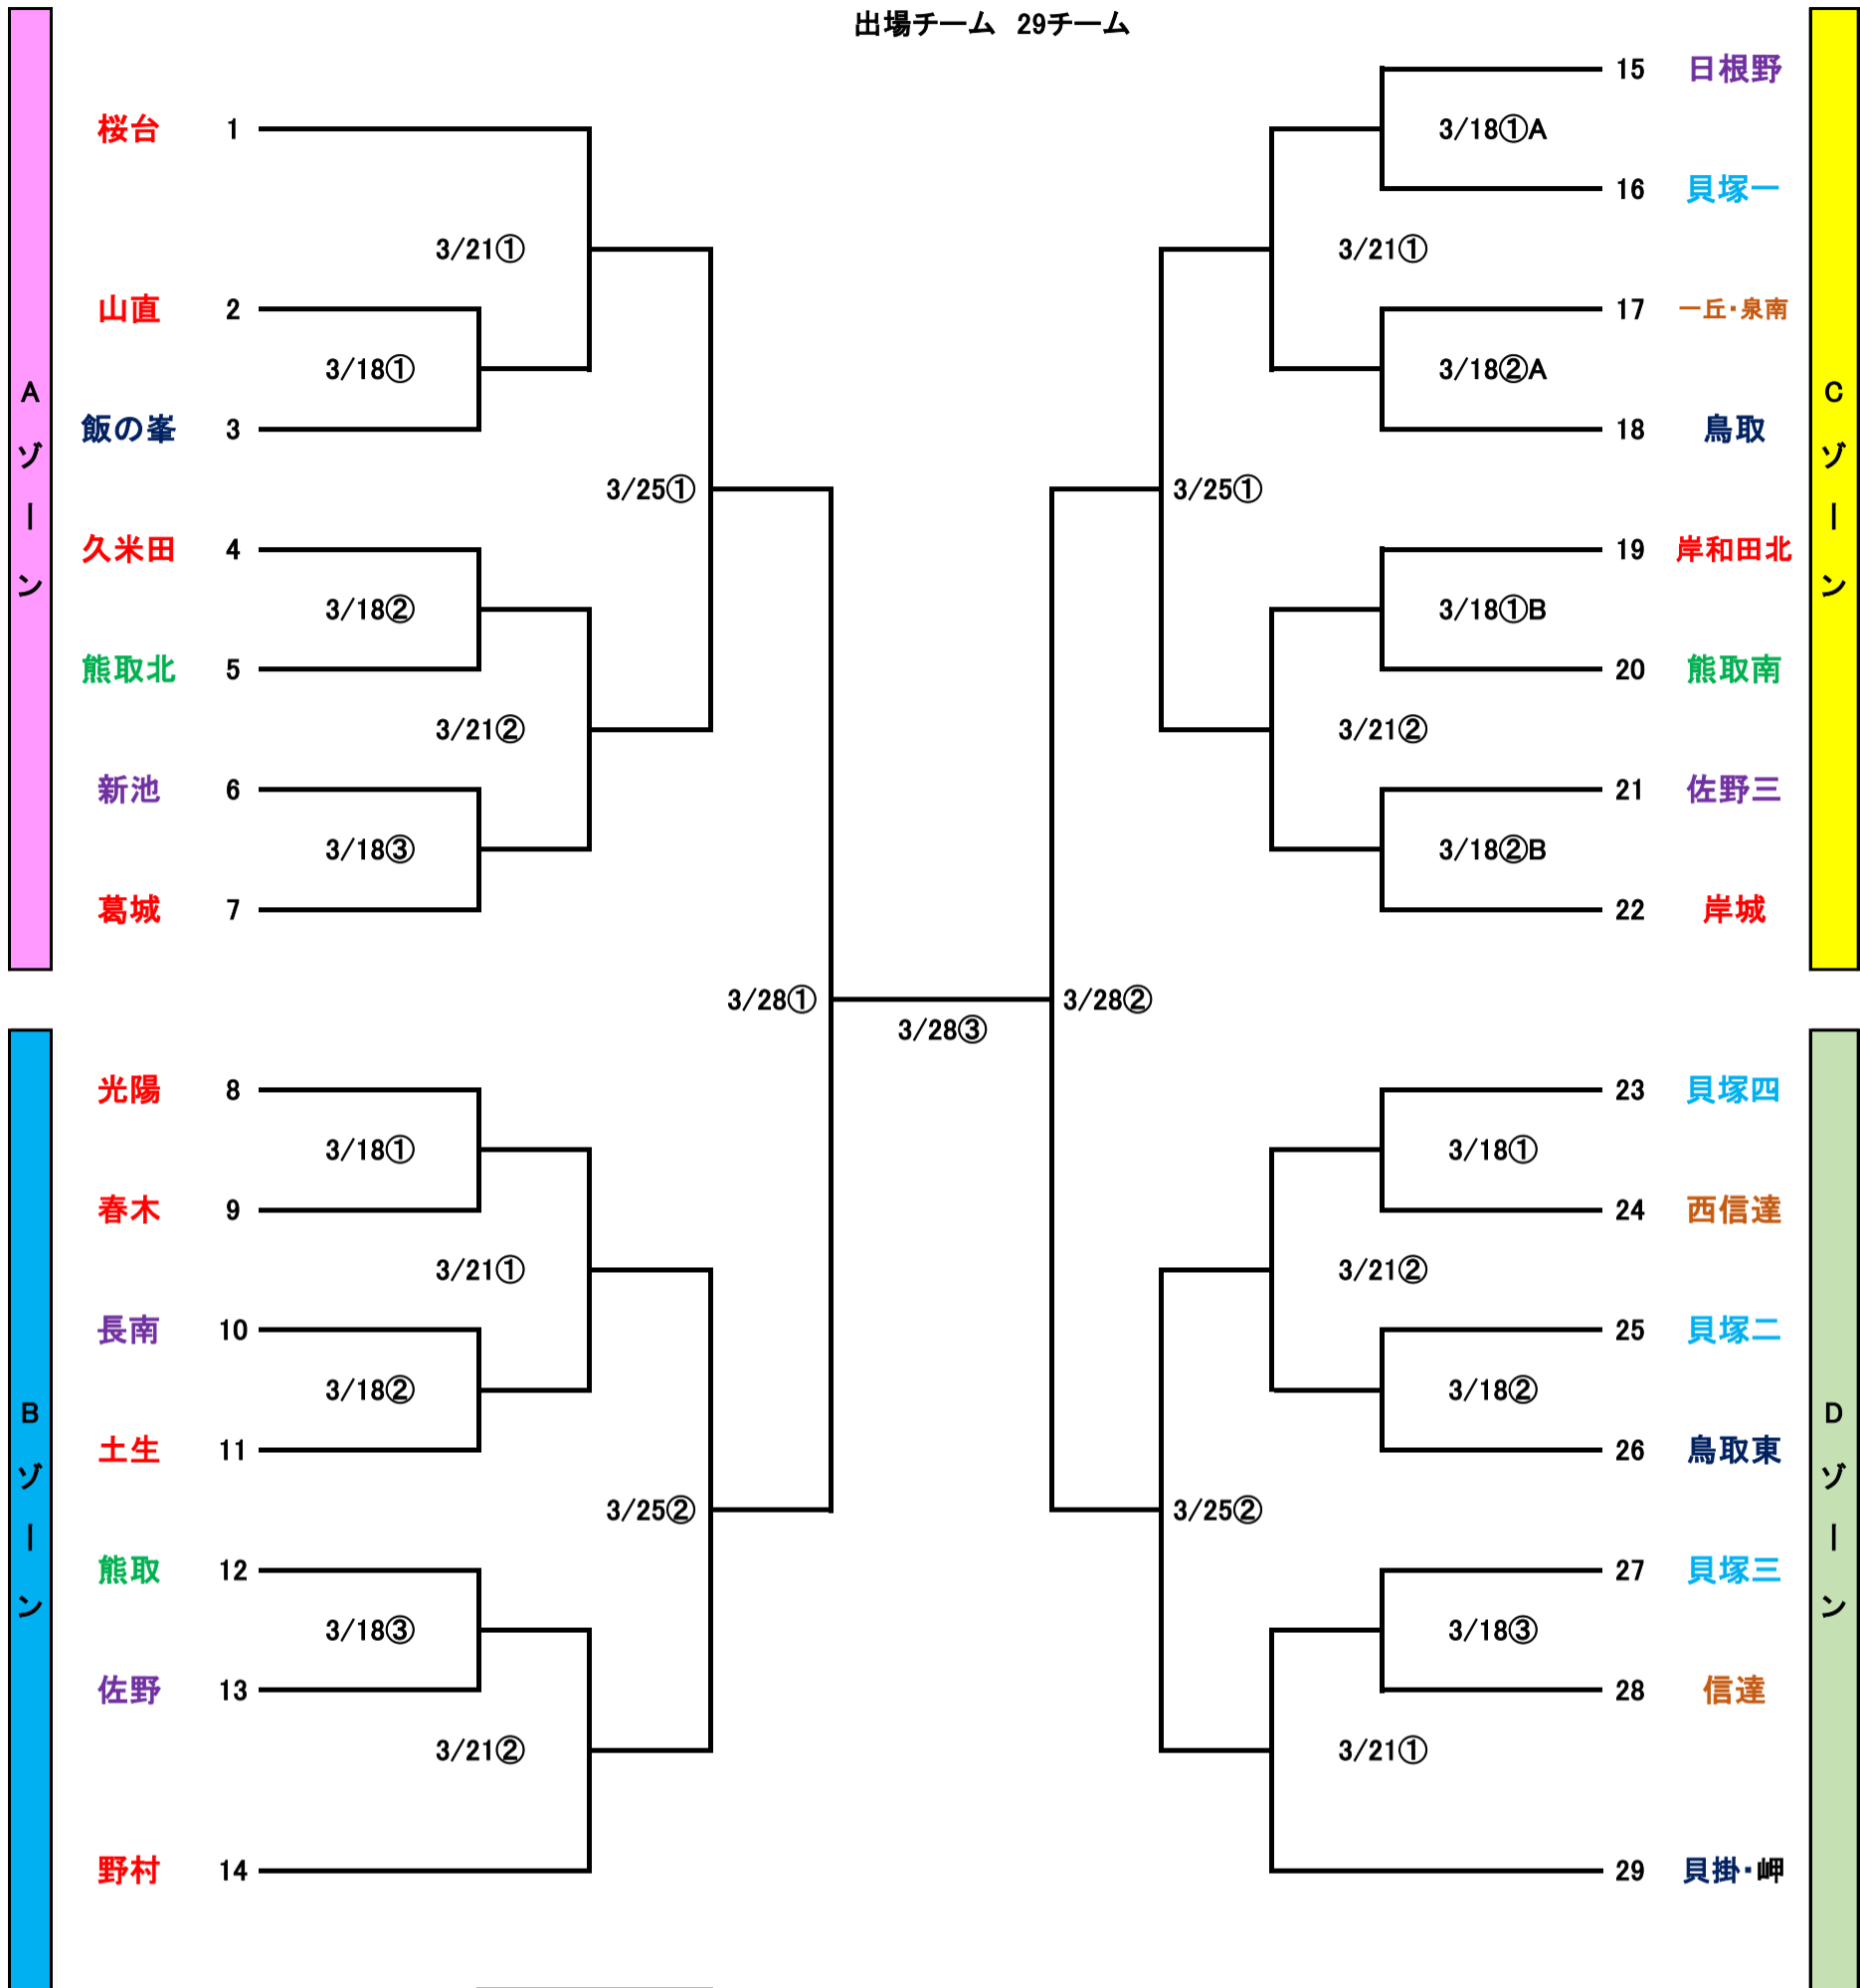 出場チーム 29チーム
Aゾーン
桜台 1
3/21①
山直 2
3/18①
飯の峯 3
3/25①
久米田 4
3/18②
熊取北 5
3/21②
新池 6
3/18③
葛城 7
3/28①
3/28③
Bゾーン
光陽 8
3/18①
春木 9
3/21①
長南 10
3/18②
土生 11
3/25②
熊取 12
3/18③
佐野 13
3/21②
野村 14
Cゾーン
15 日根野
3/18①A
16 貝塚一
3/21①
17 一丘・泉南
3/18②A
18 鳥取
3/25①
19 岸和田北
3/18①B
20 熊取南
3/21②
21 佐野三
3/18②B
22 岸城
3/28②
Dゾーン
23 貝塚四
3/18①
24 西信達
3/21②
25 貝塚二
3/18②
26 鳥取東
3/25②
27 貝塚三
3/18③
28 信達
3/21①
29 貝掛・岬